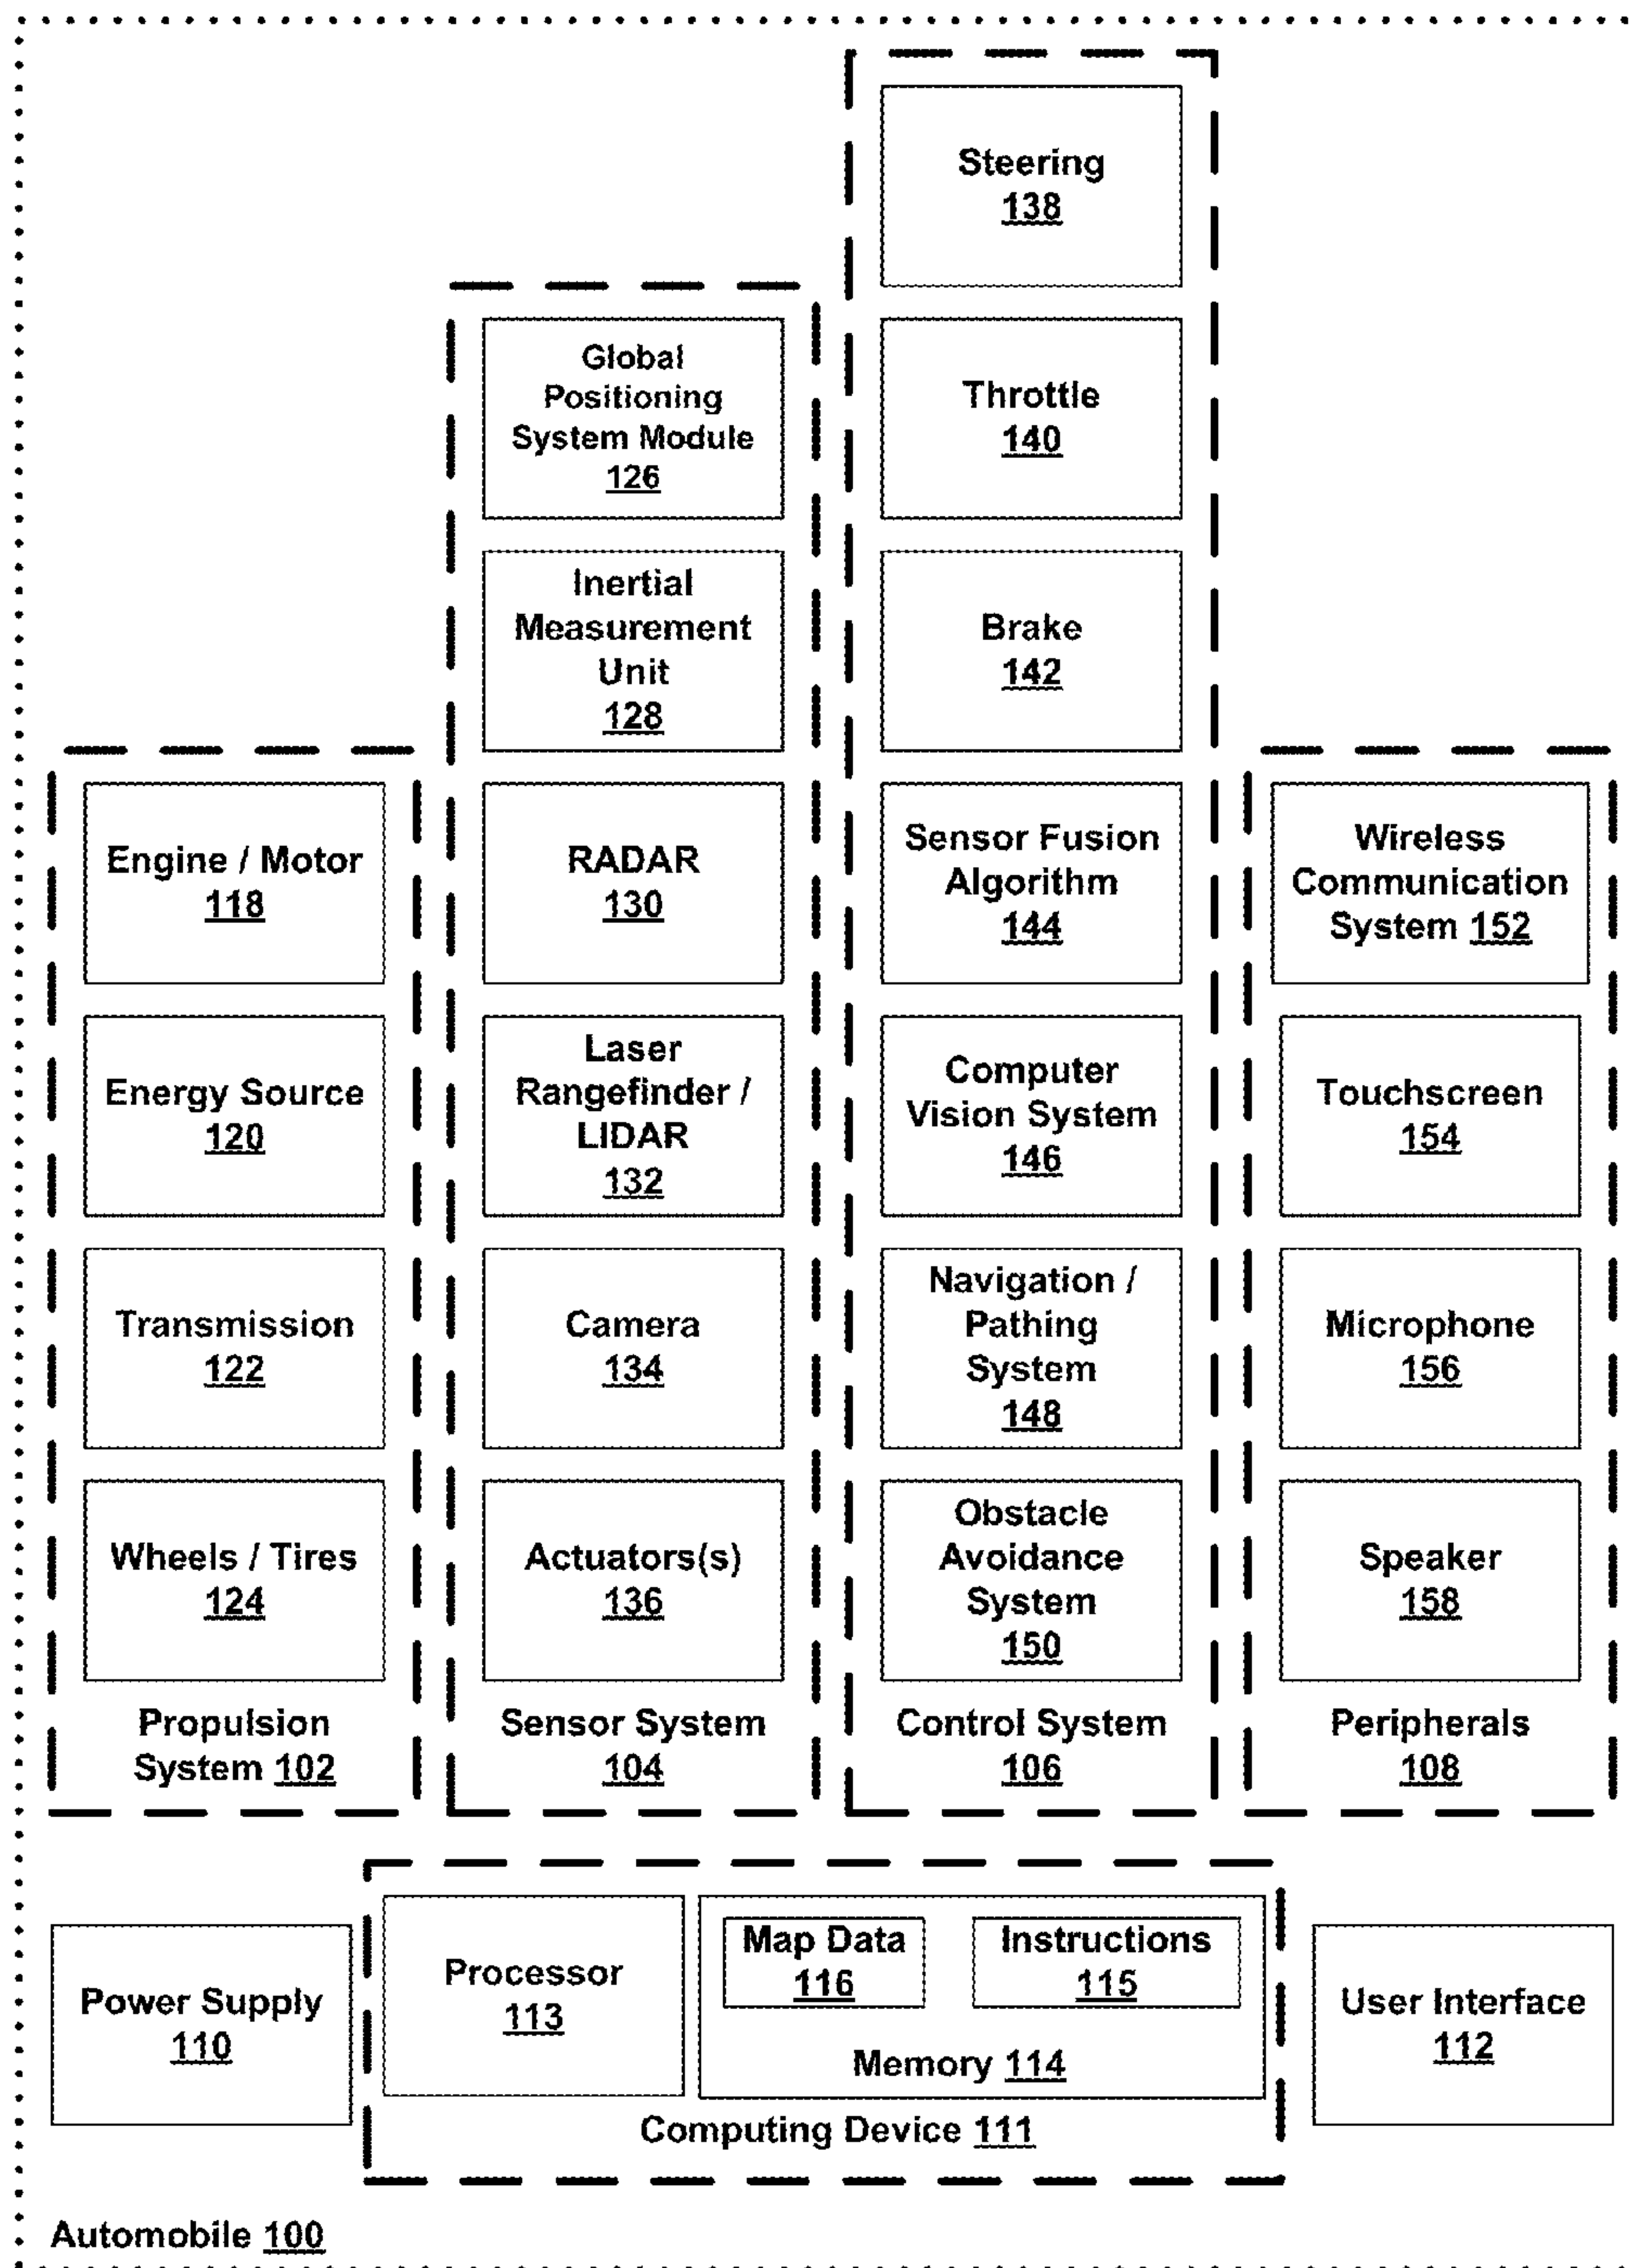 Steering
138
Global
Positioning
System Module
126
Throttle
140
Inertial
Measurement
Unit
128
Brake
142
Engine / Motor
118
RADAR
130
Sensor Fusion
Algorithm
144
Wireless
Communication
System 152
Energy Source
120
Laser
Rangefinder /
LIDAR
132
Computer
Vision System
146
Touchscreen
154
Transmission
122
Camera
134
Navigation /
Pathing
System
148
Microphone
156
Wheels / Tires
124
Actuators(s)
136
Obstacle
Avoidance
System
150
Speaker
158
Propulsion
System 102
Sensor System
104
Control System
106
Peripherals
108
Power Supply
110
Processor
113
Map Data
116
Instructions
115
Memory 114
Computing Device 111
User Interface
112
Automobile 100